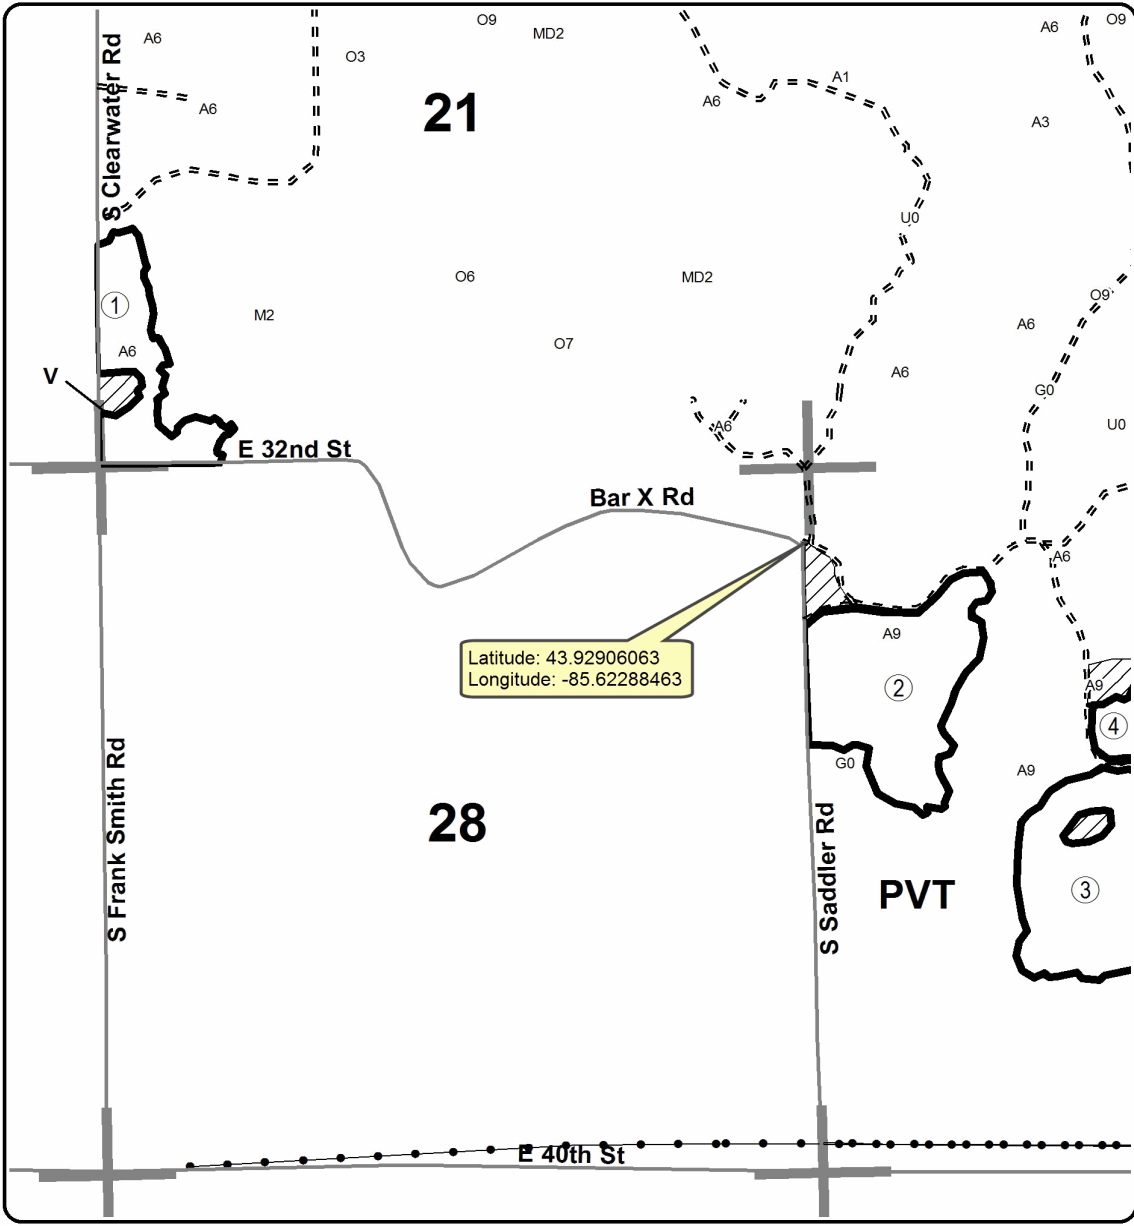 O9
A6
O9
MD2
A6
O3
A1
A6
A6
21
A3
S Clearwater Rd
U0
O6
MD2
O9
1
M2
A6
O7
A6
V
A6
G0
A6
U0
E 32nd St
Bar X Rd
A6
A9
Latitude: 43.92906063
Longitude: -85.62288463
A9
2
4
G0
A9
S Frank Smith Rd
28
S Saddler Rd
PVT
3
E 40th St